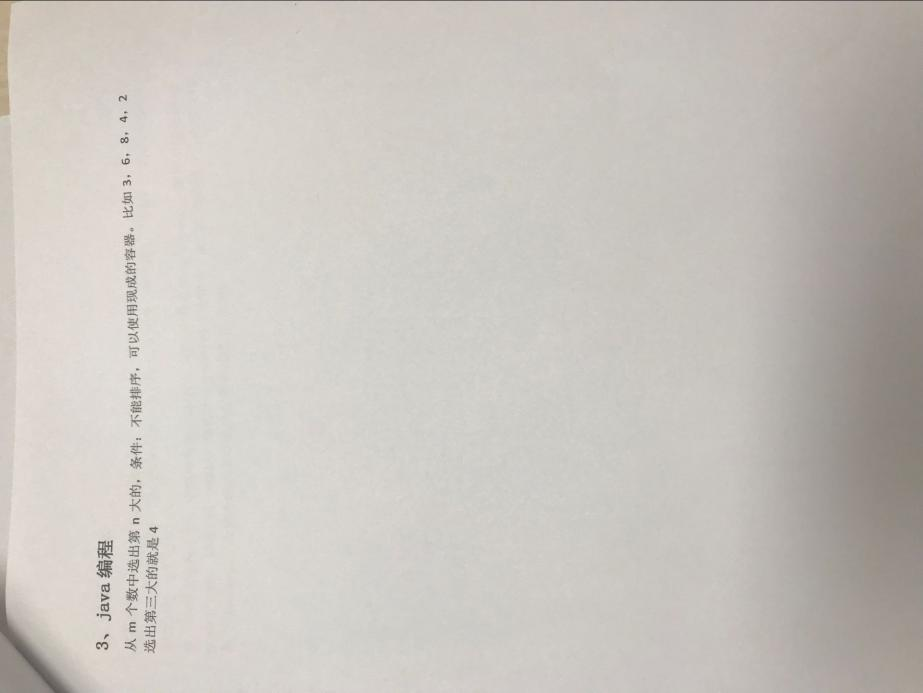 3、java 编程
从 m 个数中选出第 n 大的，条件：不能排序，可以使用现成的容器。比如 3，6，8，4，2
选出第三大的就是 4